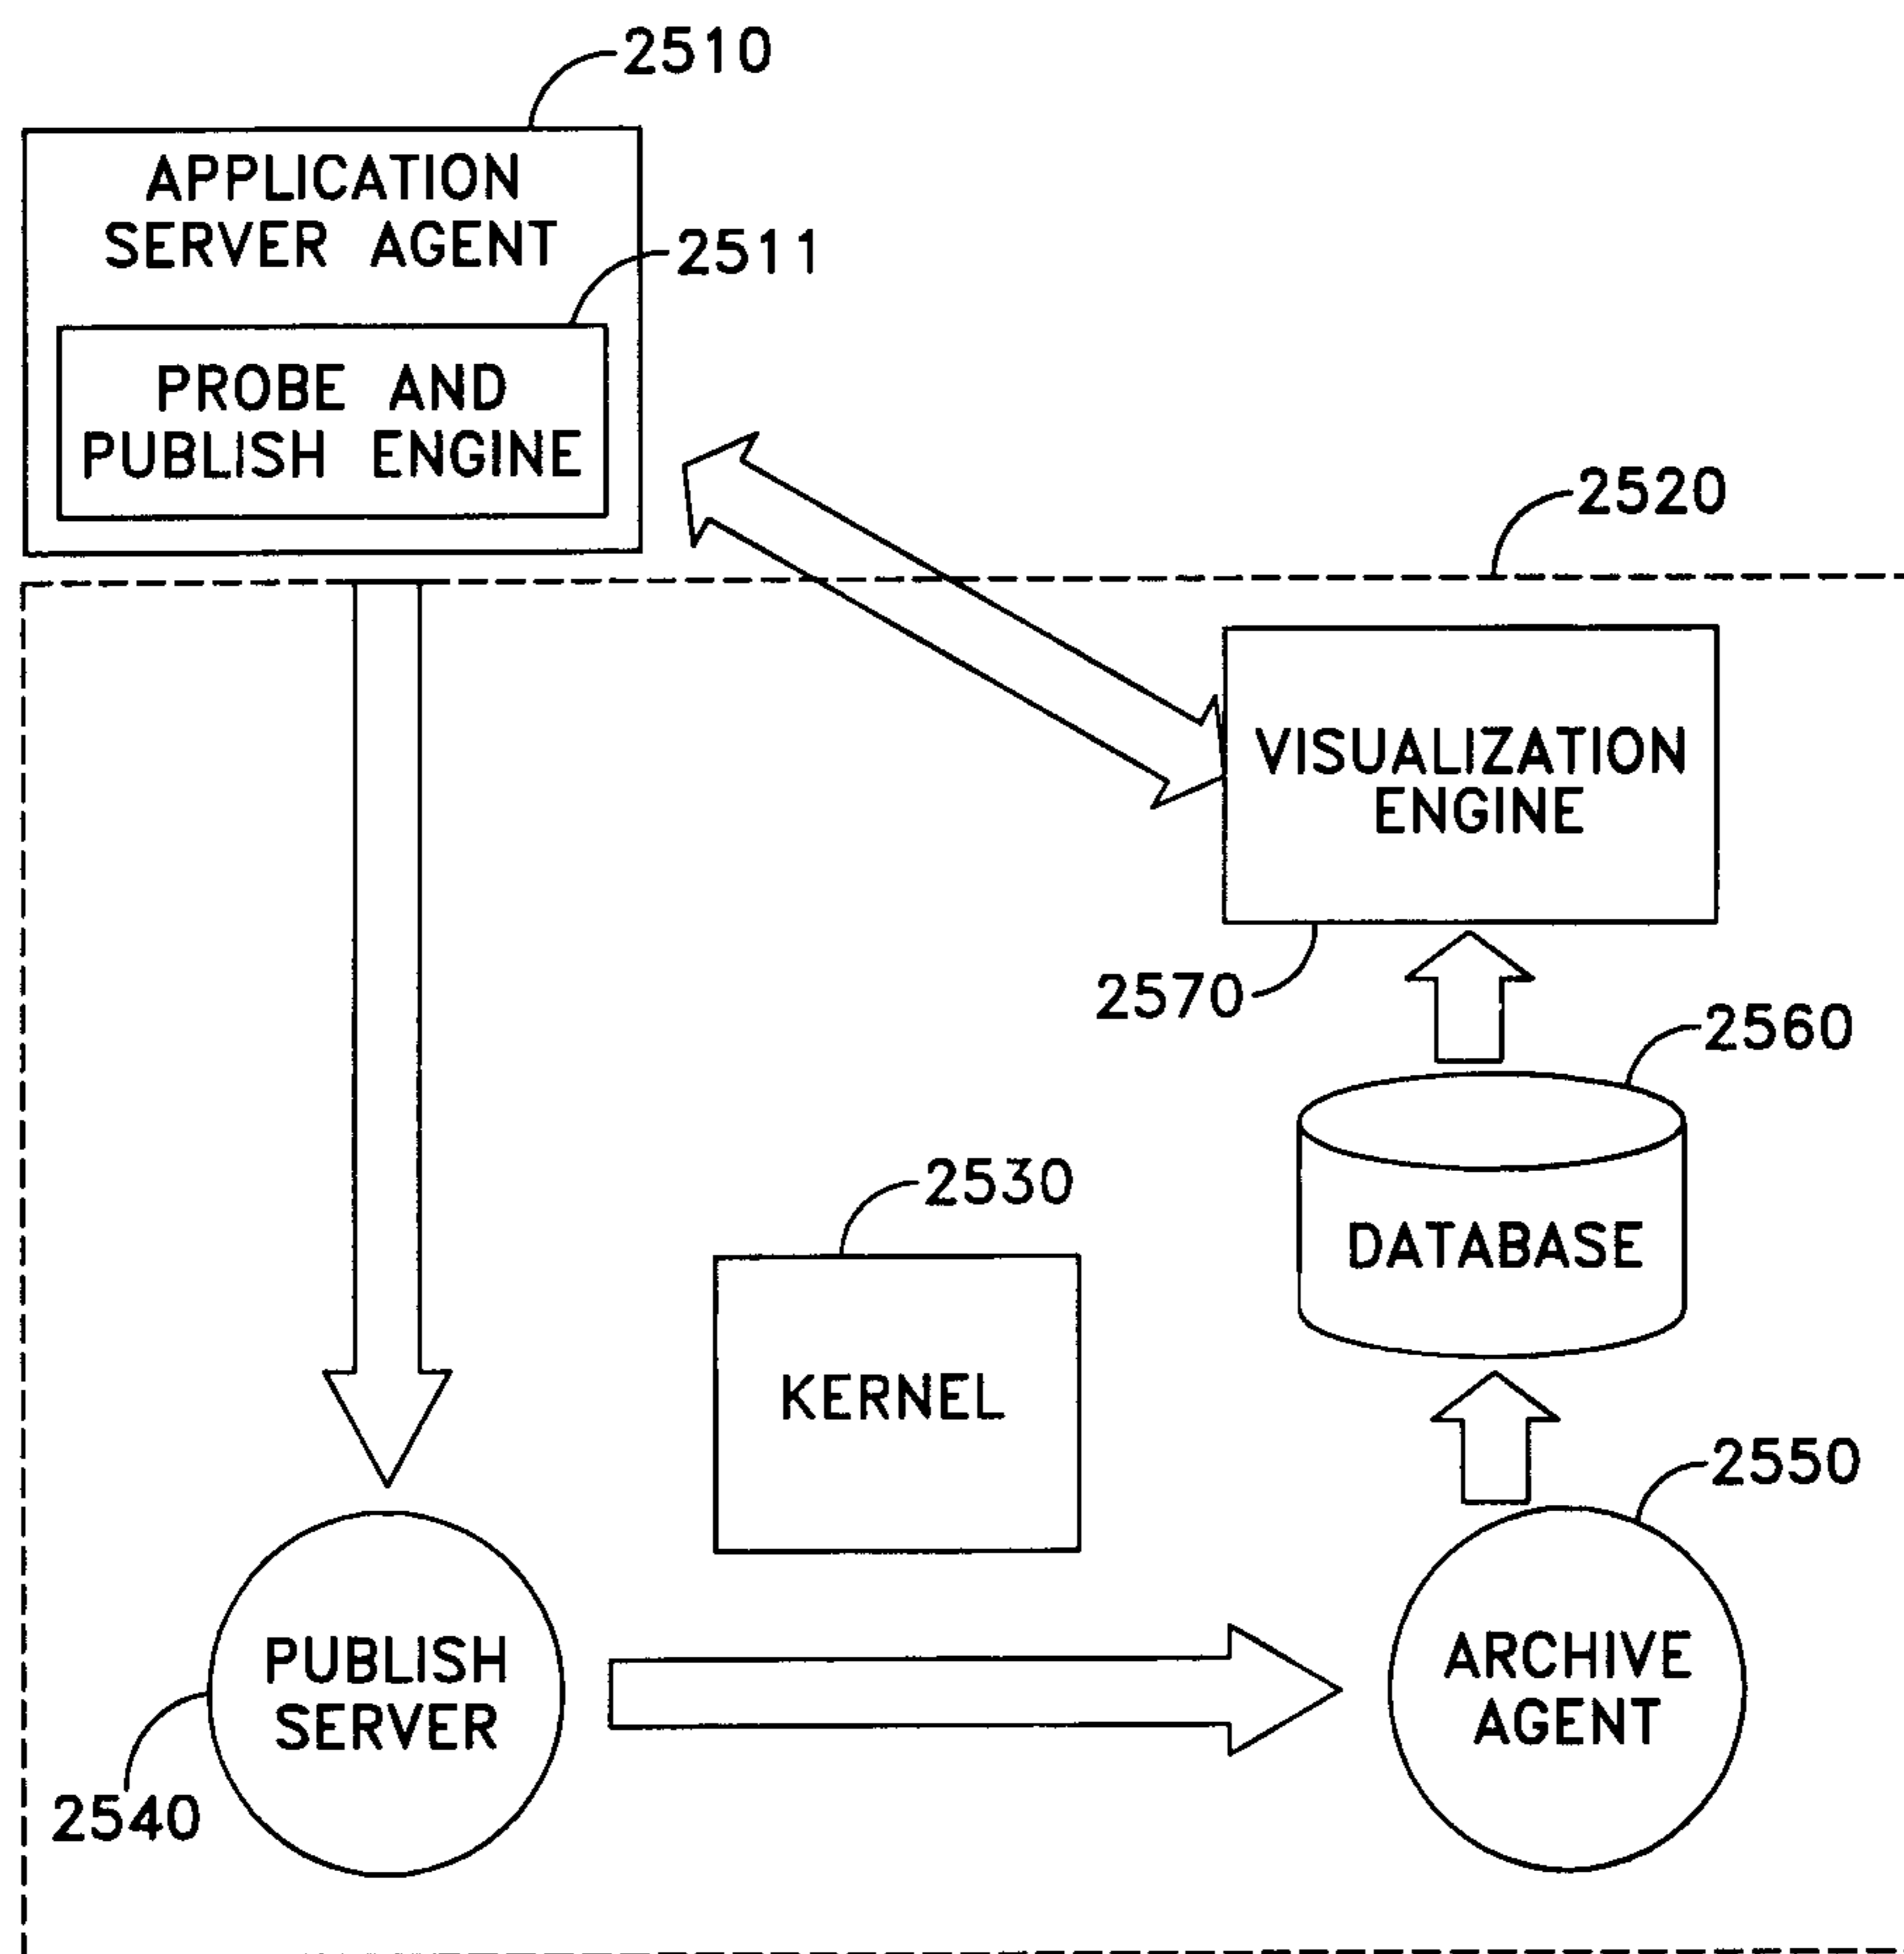 2510
APPLICATION
SERVER AGENT
2511
PROBE AND
PUBLISH ENGINE
2520
VISUALIZATION
ENGINE
2570
2560
DATABASE
2530
KERNEL
2550
PUBLISH
SERVER
ARCHIVE
AGENT
2540